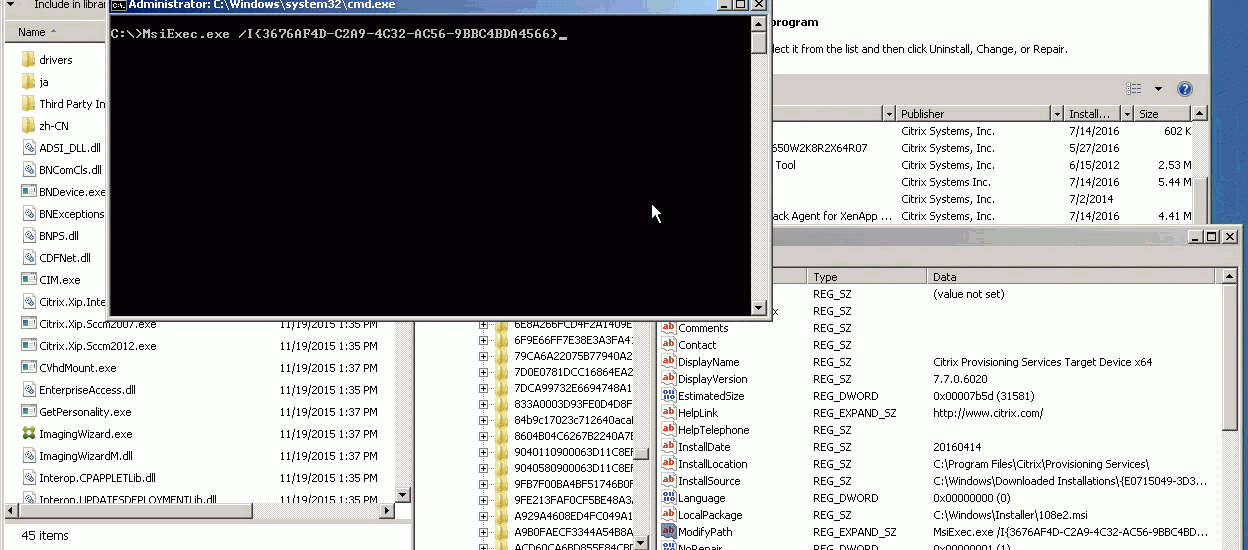 Include in librar
Administrator: C:\Windows\system32\cmd.exe
C:\>MsiExec.exe /I{3676AF4D-C2A9-4C32-AC56-9BBC4BDA4566}_
program
lect it from the list and then click Uninstall, Change, or Repair.
Name
drivers
ja
Third Party In
zh-CN
ADSI_DLL.dll
BNComCls.dll
BNDevice.exe
BNExceptions
BNPS.dll
CDFNet.dll
CIM.exe
Citrix.Xip.Inte
Citrix.Xip.Sccm2007.exe 11/19/2015 1:35 PM
Citrix.Xip.Sccm2012.exe 11/19/2015 1:35 PM
CVhdMount.exe 11/19/2015 1:37 PM
EnterpriseAccess.dll 11/19/2015 1:35 PM
GetPersonality.exe 11/19/2015 1:37 PM
ImagingWizard.exe 11/19/2015 1:37 PM
ImagingWizardM.dll 11/19/2015 1:37 PM
Interop.CPAPPLETLib.dll 11/19/2015 1:35 PM
Interop.UPDATESDEPLOYMENTLib.dll 11/19/2015 1:35 PM
45 items
Publisher Install... Size
Citrix Systems, Inc. 7/14/2016 602 K
650W2K8R2X64R07 Citrix Systems, Inc. 5/27/2016
Tool Citrix Systems, Inc. 6/15/2012 2.53 M
Citrix Systems Inc. 7/14/2016 5.44 M
Citrix Systems, Inc. 7/2/2014
ack Agent for XenApp ... Citrix Systems, Inc. 7/14/2016 4.41 M
6E8A266FCD4F2A1409E
6F9E66FF7E38E3A3FA41
79CA6A22075B77940A2
7D0E0781DCC16864EA2
7DCA99732E6694748A1
833A0003D93FE0D4D8F
84b9c17023c712640acal
8604B04C6267B2240A7E
9040110900063D11C8EF
9040580900063D11C8EF
9FB7F00BA4BF51746B0F
9FE213FAF0CF5BE48A3
A929A4608ED4FC049A1
A9B0FAECF3344A54B8A
ACD60CA6BD855F84CBD
Type Data
REG_SZ (value not set)
x REG_SZ
Comments REG_SZ
Contact REG_SZ
DisplayName REG_SZ Citrix Provisioning Services Target Device x64
DisplayVersion REG_SZ 7.7.0.6020
EstimatedSize REG_DWORD 0x00007b5d (31581)
HelpLink REG_EXPAND_SZ http://www.citrix.com/
HelpTelephone REG_SZ
InstallDate REG_SZ 20160414
InstallLocation REG_SZ C:\Program Files\Citrix\Provisioning Services\
InstallSource REG_SZ C:\Windows\Downloaded Installations\{E0715049-3D3...
Language REG_DWORD 0x00000000 (0)
LocalPackage REG_SZ C:\Windows\Installer\108e2.msi
ModifyPath REG_EXPAND_SZ MsiExec.exe /I{3676AF4D-C2A9-4C32-AC56-9BBC4BD...
NoRepair REG_DWORD 0x00000001 (1)